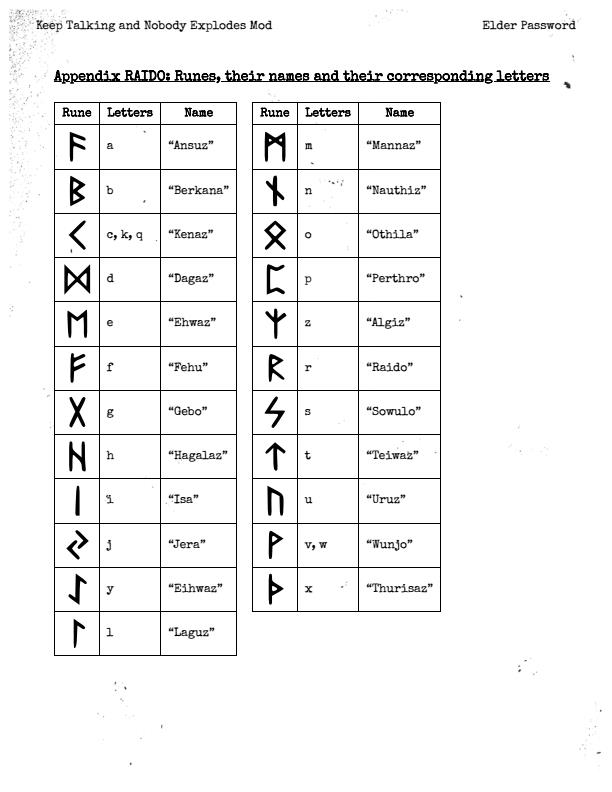 Keep Talking and Nobody Explodes Mod Elder Password
Appendix RAIDO: Runes, their names and their corresponding letters
Rune Letters Name
ᚨ a “Ansuz”
ᛒ b “Berkana”
ᚲ c, k, q “Kenaz”
ᛞ d “Dagaz”
ᛖ e “Ehwaz”
ᚠ f “Fehu”
ᚷ g “Gebo”
ᚺ h “Hagalaz”
ᛁ i “Isa”
ᛃ j “Jera”
ᛇ y “Eihwaz”
ᛚ l “Laguz”
Rune Letters Name
ᛗ m “Mannaz”
ᚾ n “Nauthiz”
ᛟ o “Othila”
ᛈ p “Perthro”
ᛉ z “Algiz”
ᚱ r “Raido”
ᛋ s “Sowulo”
ᛏ t “Teiwaz”
ᚢ u “Uruz”
ᚹ v, w “Wunjo”
ᚦ x “Thurisaz”